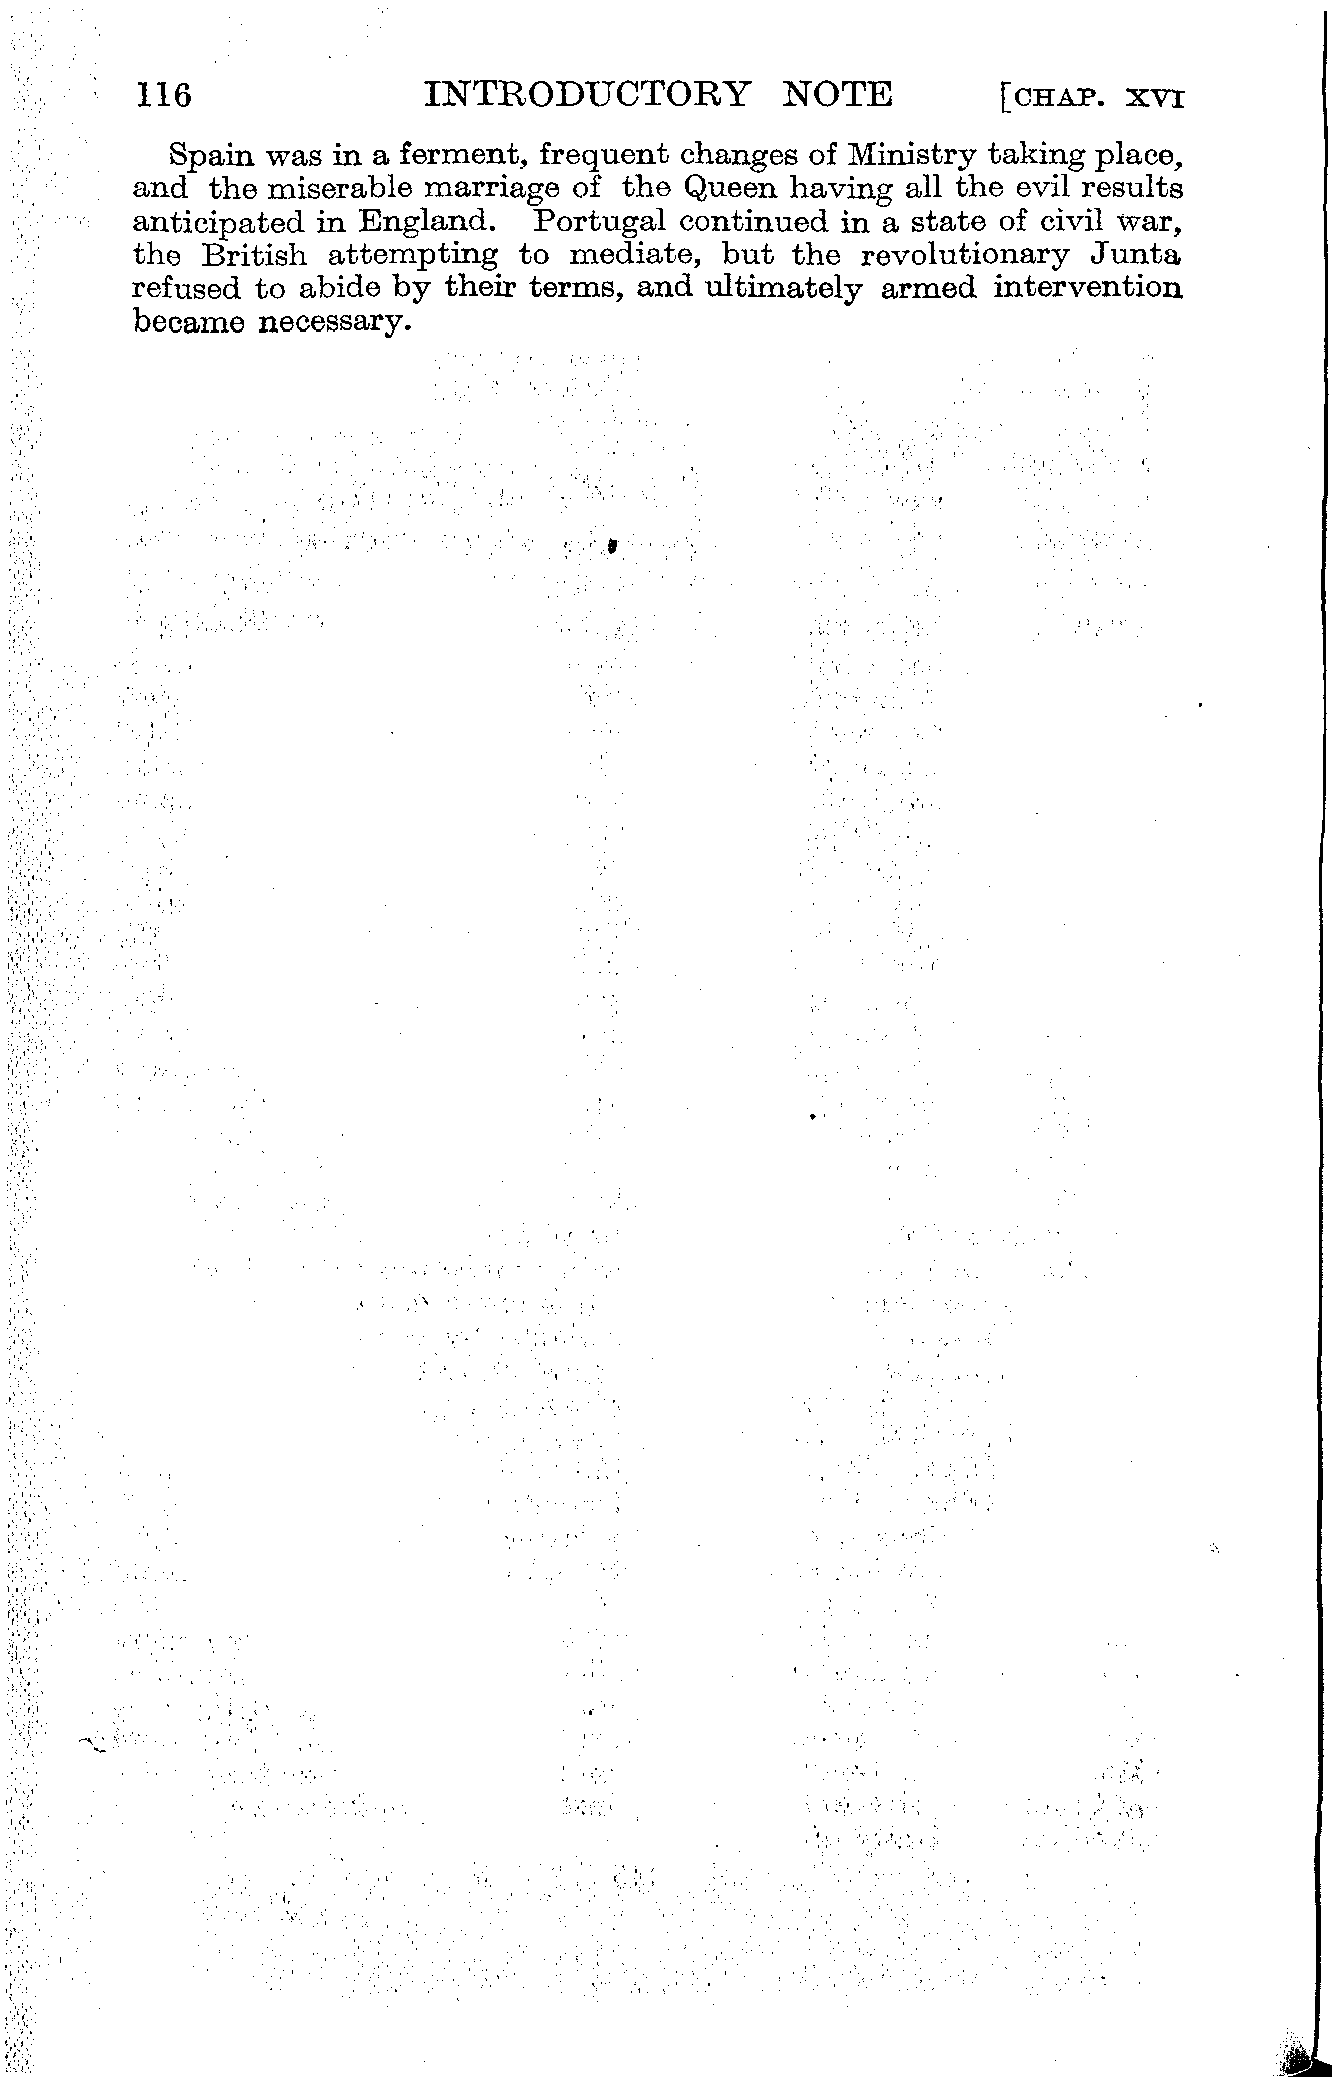 116 INTRODUCTORY NOTE [CHAP. XVI
Spain was in a ferment, frequent changes of Ministry taking place,
and the miserable marriage of the Queen having all the evil results
anticipated in England. Portugal continued in a state of civil war,
the British attempting to mediate, but the revolutionary Junta
refused to abide by their terms, and ultimately armed intervention
became necessary.